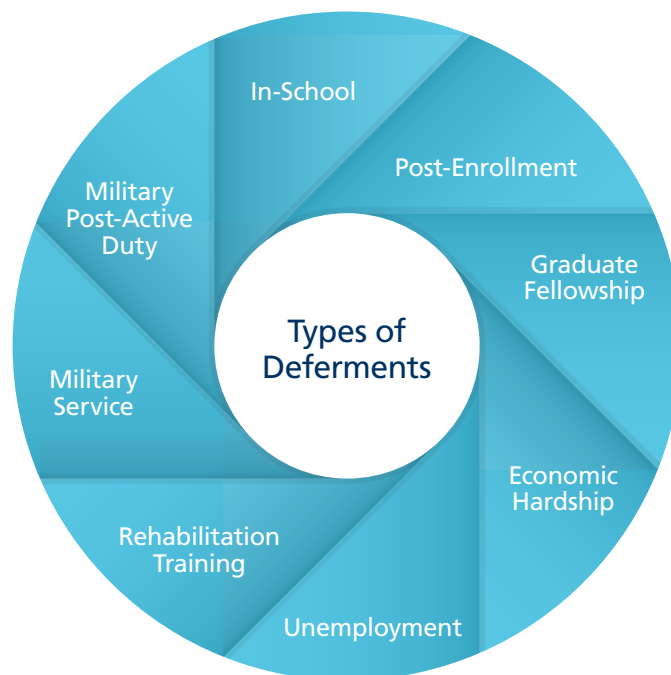 In-School
Post-Enrollment
Graduate
Fellowship
Economic
Hardship
Unemployment
Rehabilitation
Training
Military
Service
Military
Post-Active
Duty
Types of
Deferments